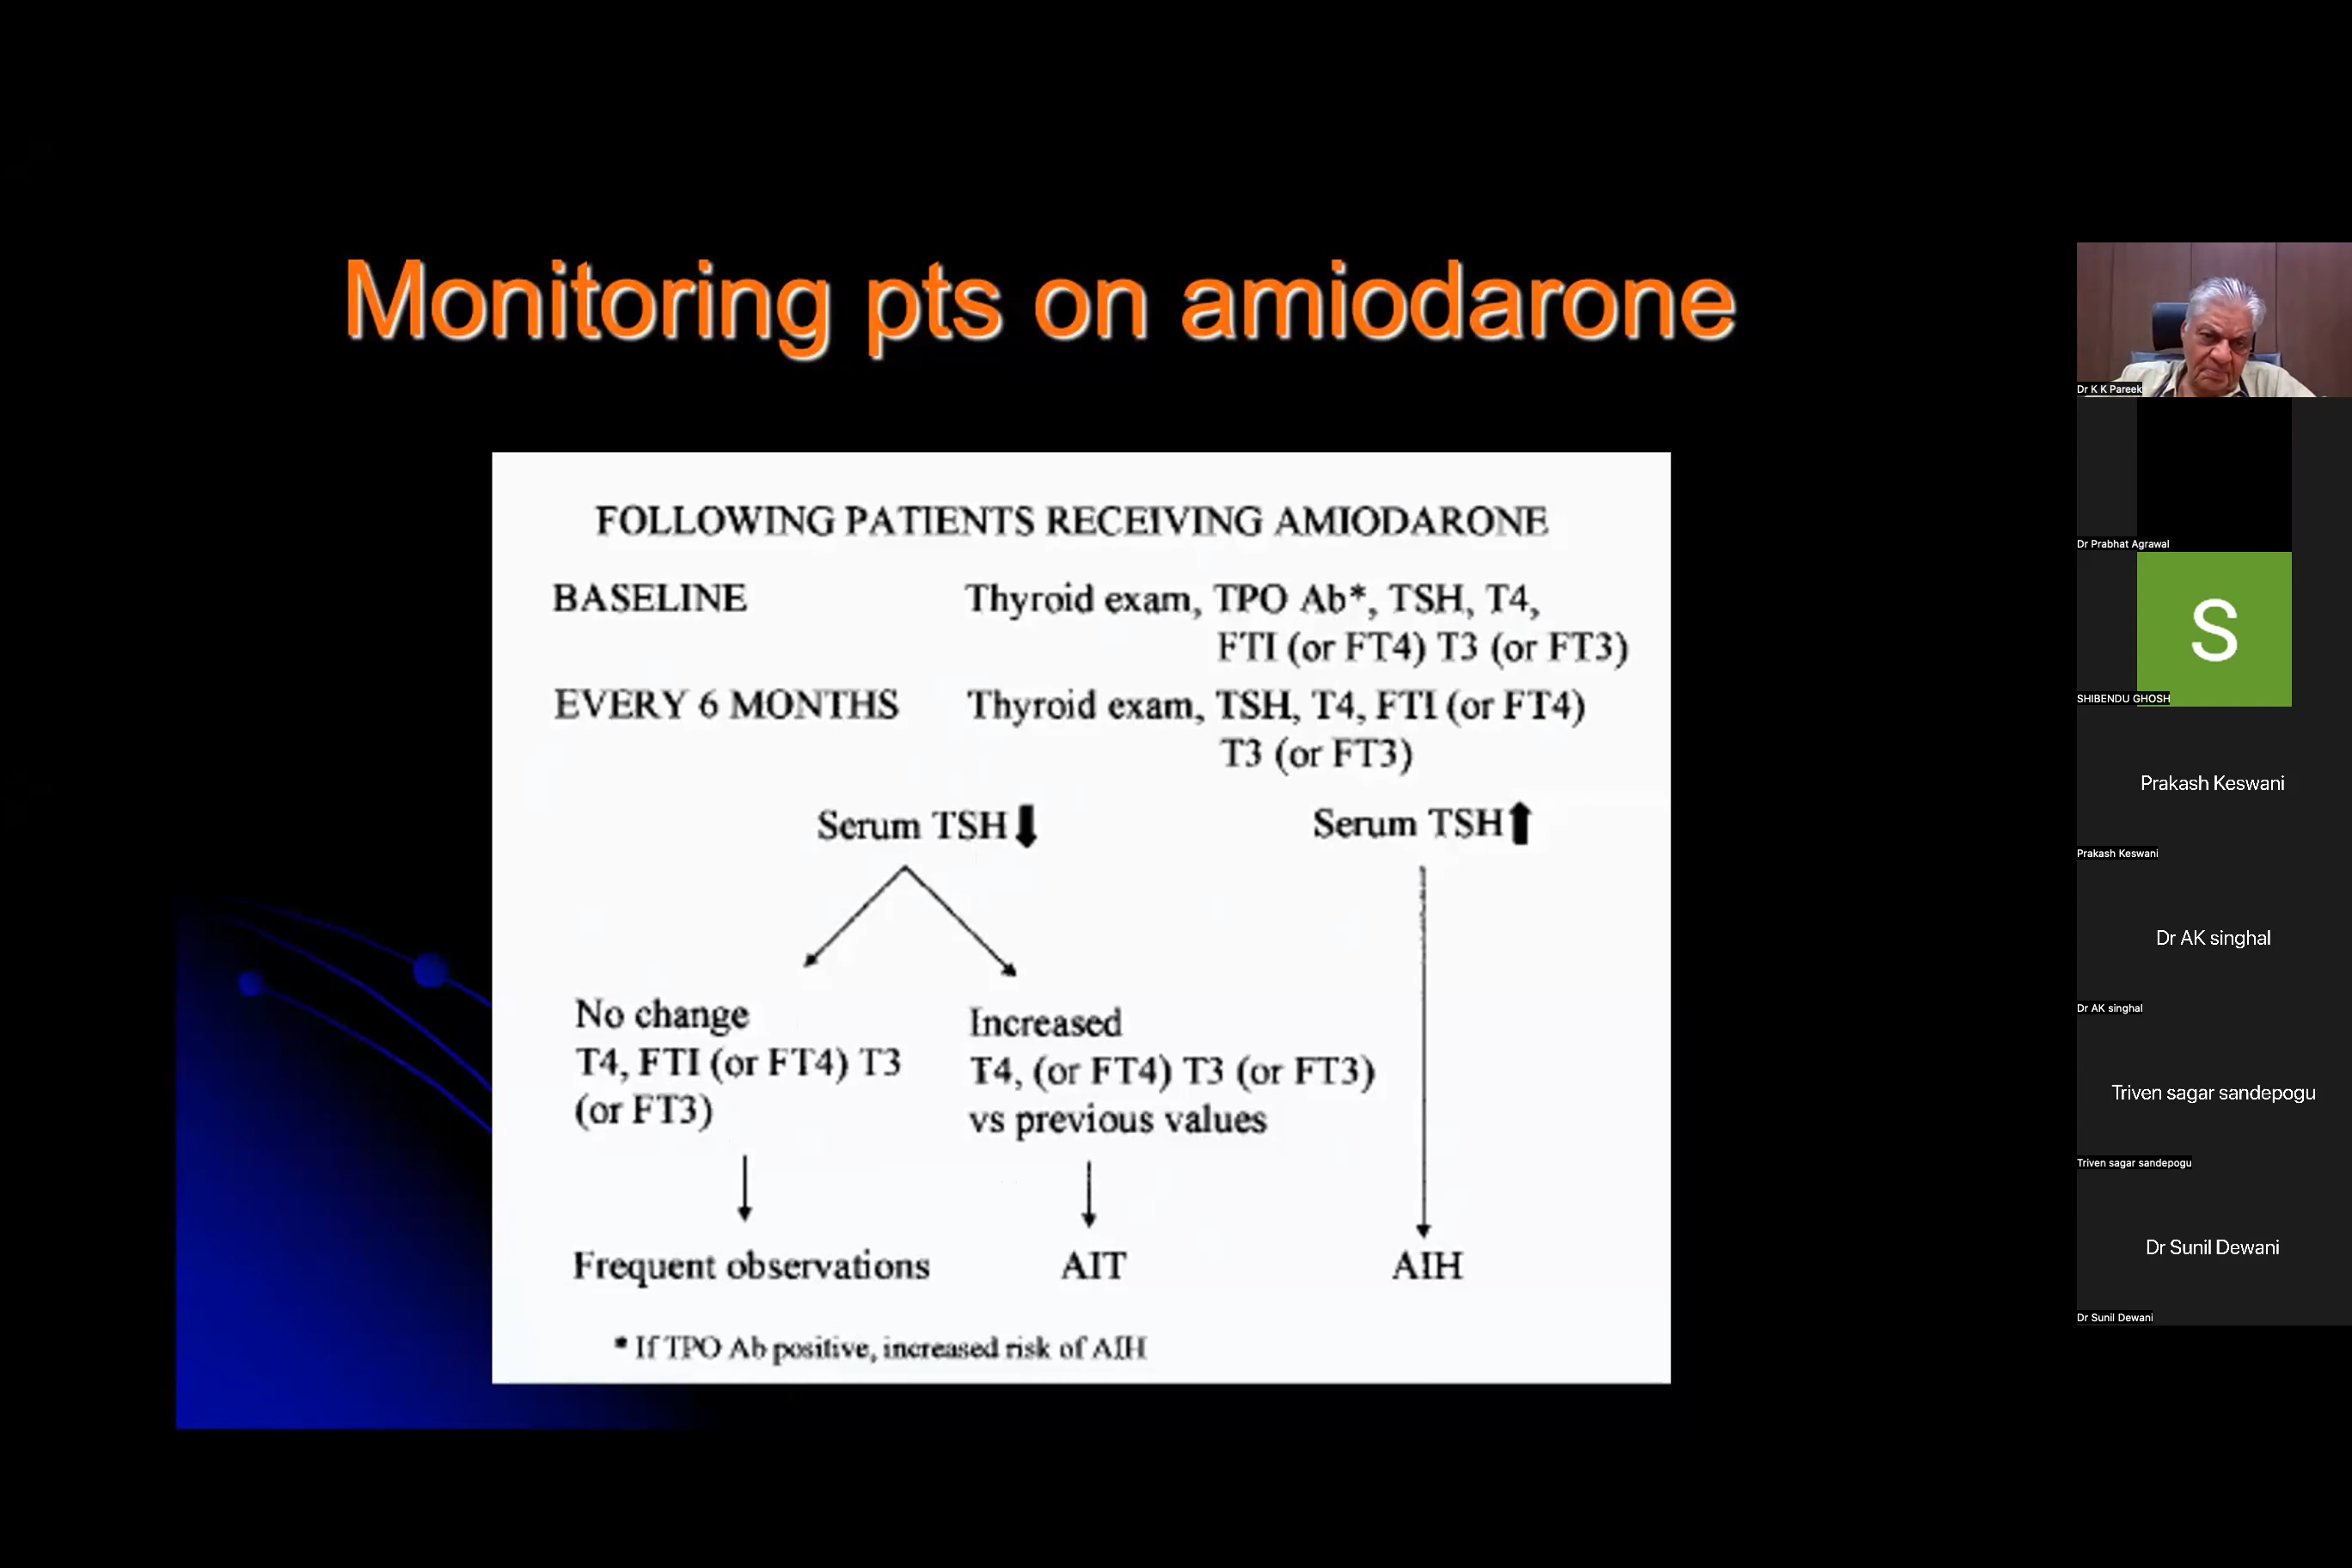 Monitoring pts on amiodarone
FOLLOWING PATIENTS RECEIVING AMIODARONE
BASELINE Thyroid exam, TPO Ab*, TSH, T4,
FTI (or FT4) T3 (or FT3)
EVERY 6 MONTHS Thyroid exam, TSH, T4, FTI (or FT4)
T3 (or FT3)
Serum TSH⬇ Serum TSH⬆
No change
T4, FTI (or FT4) T3
(or FT3)
Increased
T4, (or FT4) T3 (or FT3)
vs previous values
Frequent observations AIT AIH
* If TPO Ab positive, increased risk of AIH
Dr K K Pareek
Dr Prabhat Agrawal
S
SHIBENDU GHOSH
Prakash Keswani
Prakash Keswani
Dr AK singhal
Dr AK singhal
Triven sagar sandepogu
Triven sagar sandepogu
Dr Sunil Dewani
Dr Sunil Dewani